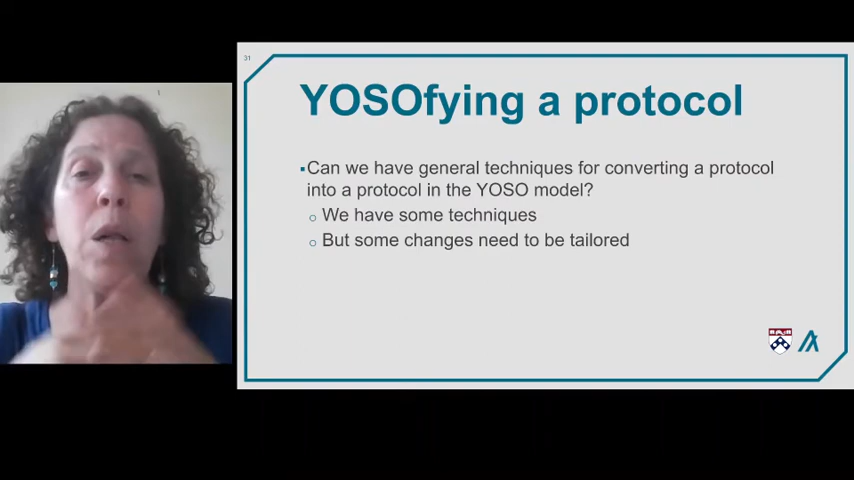 31
YOSOfying a protocol
▪Can we have general techniques for converting a protocol
into a protocol in the YOSO model?
o We have some techniques
o But some changes need to be tailored